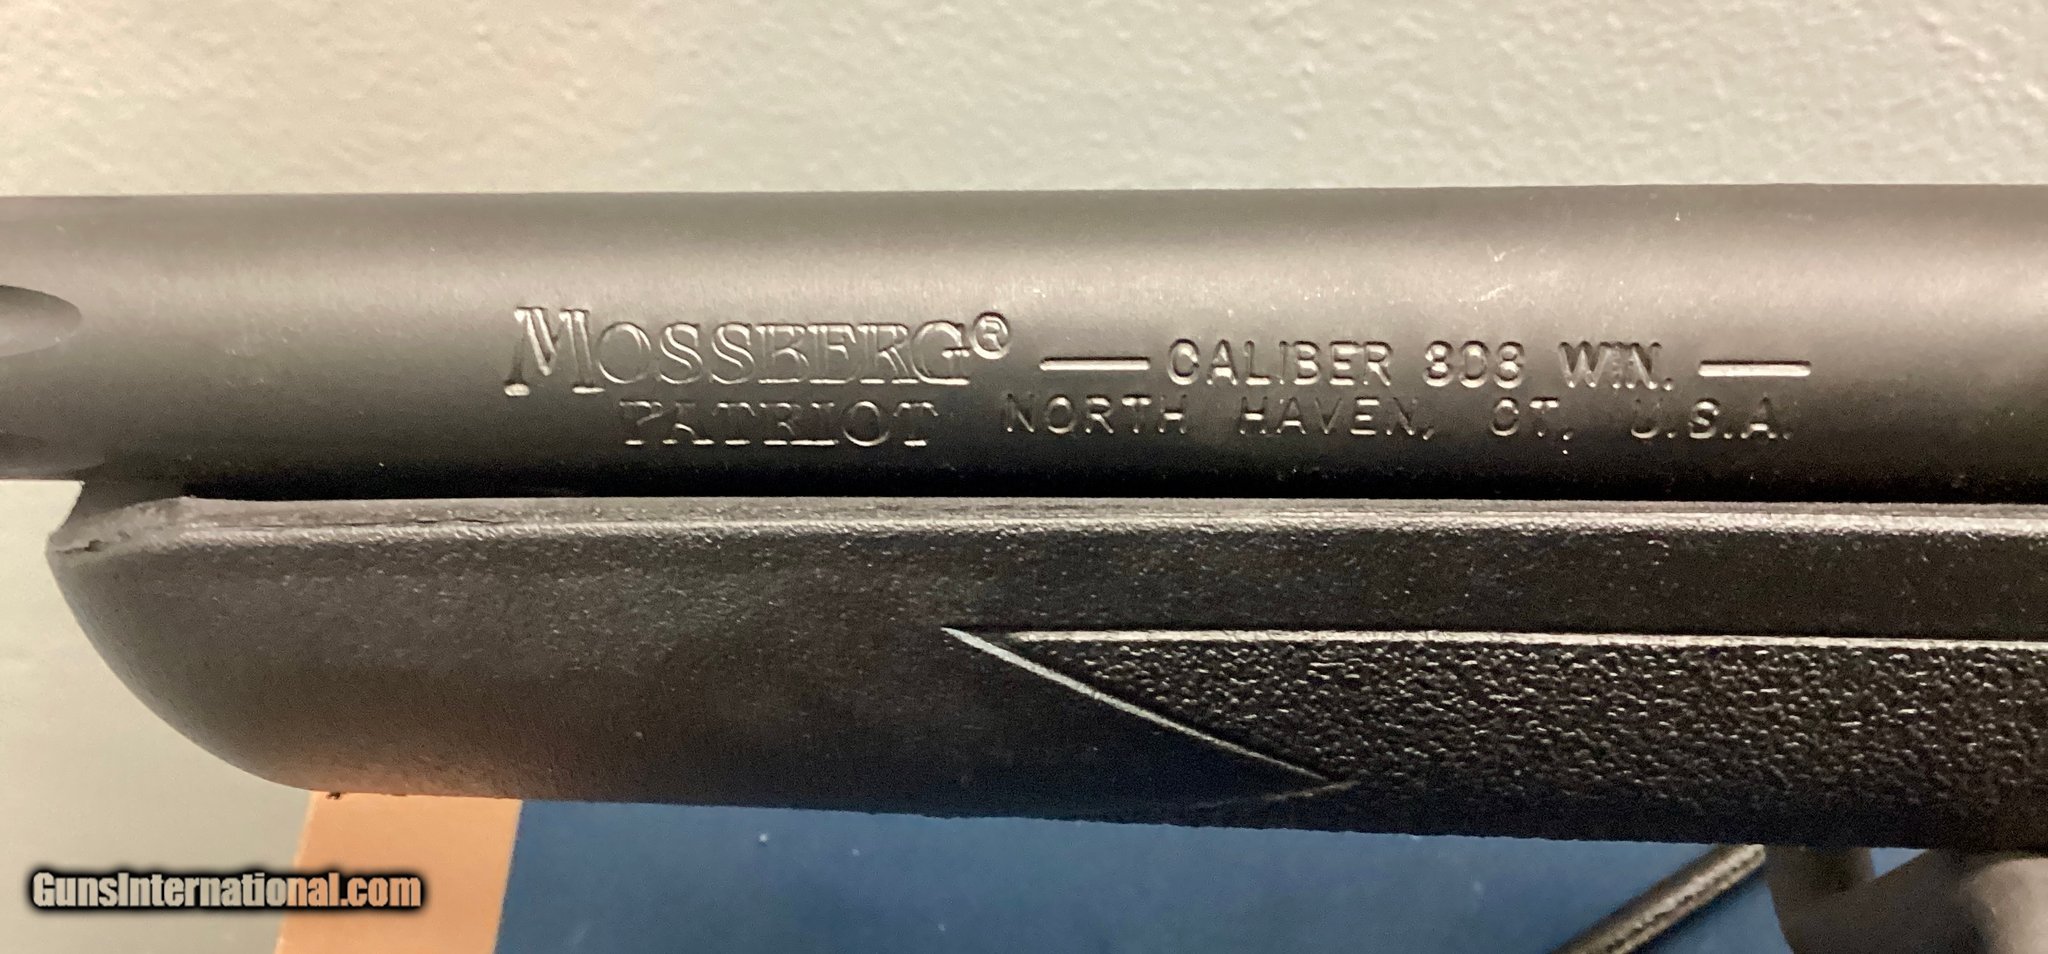 MOSSBERG® — CALIBER 308 WIN. —
PATRIOT NORTH HAVEN, CT, U.S.A.
GunsInternational.com